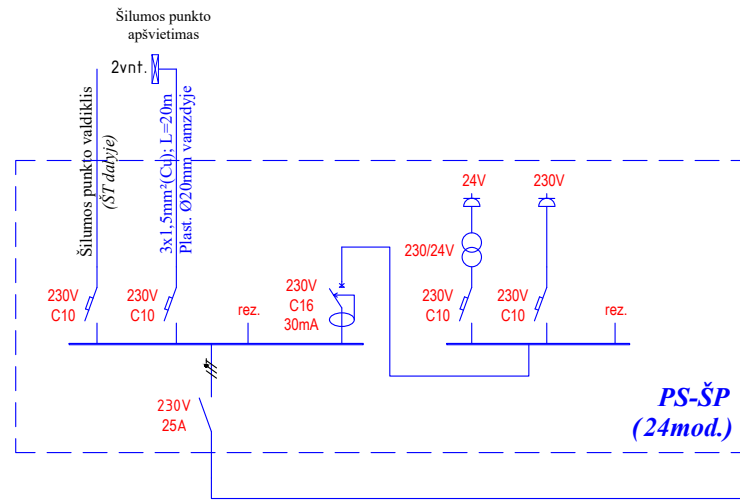 Šilumos punkto
apšvietimas
2vnt.
Šilumos punkto valdiklis
(ŠT dalyje)
3x1,5mm²(Cu); L=20m
Plast. Ø20mm vamzdyje
24V
230V
230/24V
230V
C10
230V
C10
rez.
230V
C16
30mA
230V
C10
230V
C10
rez.
230V
25A
PS-ŠP
(24mod.)